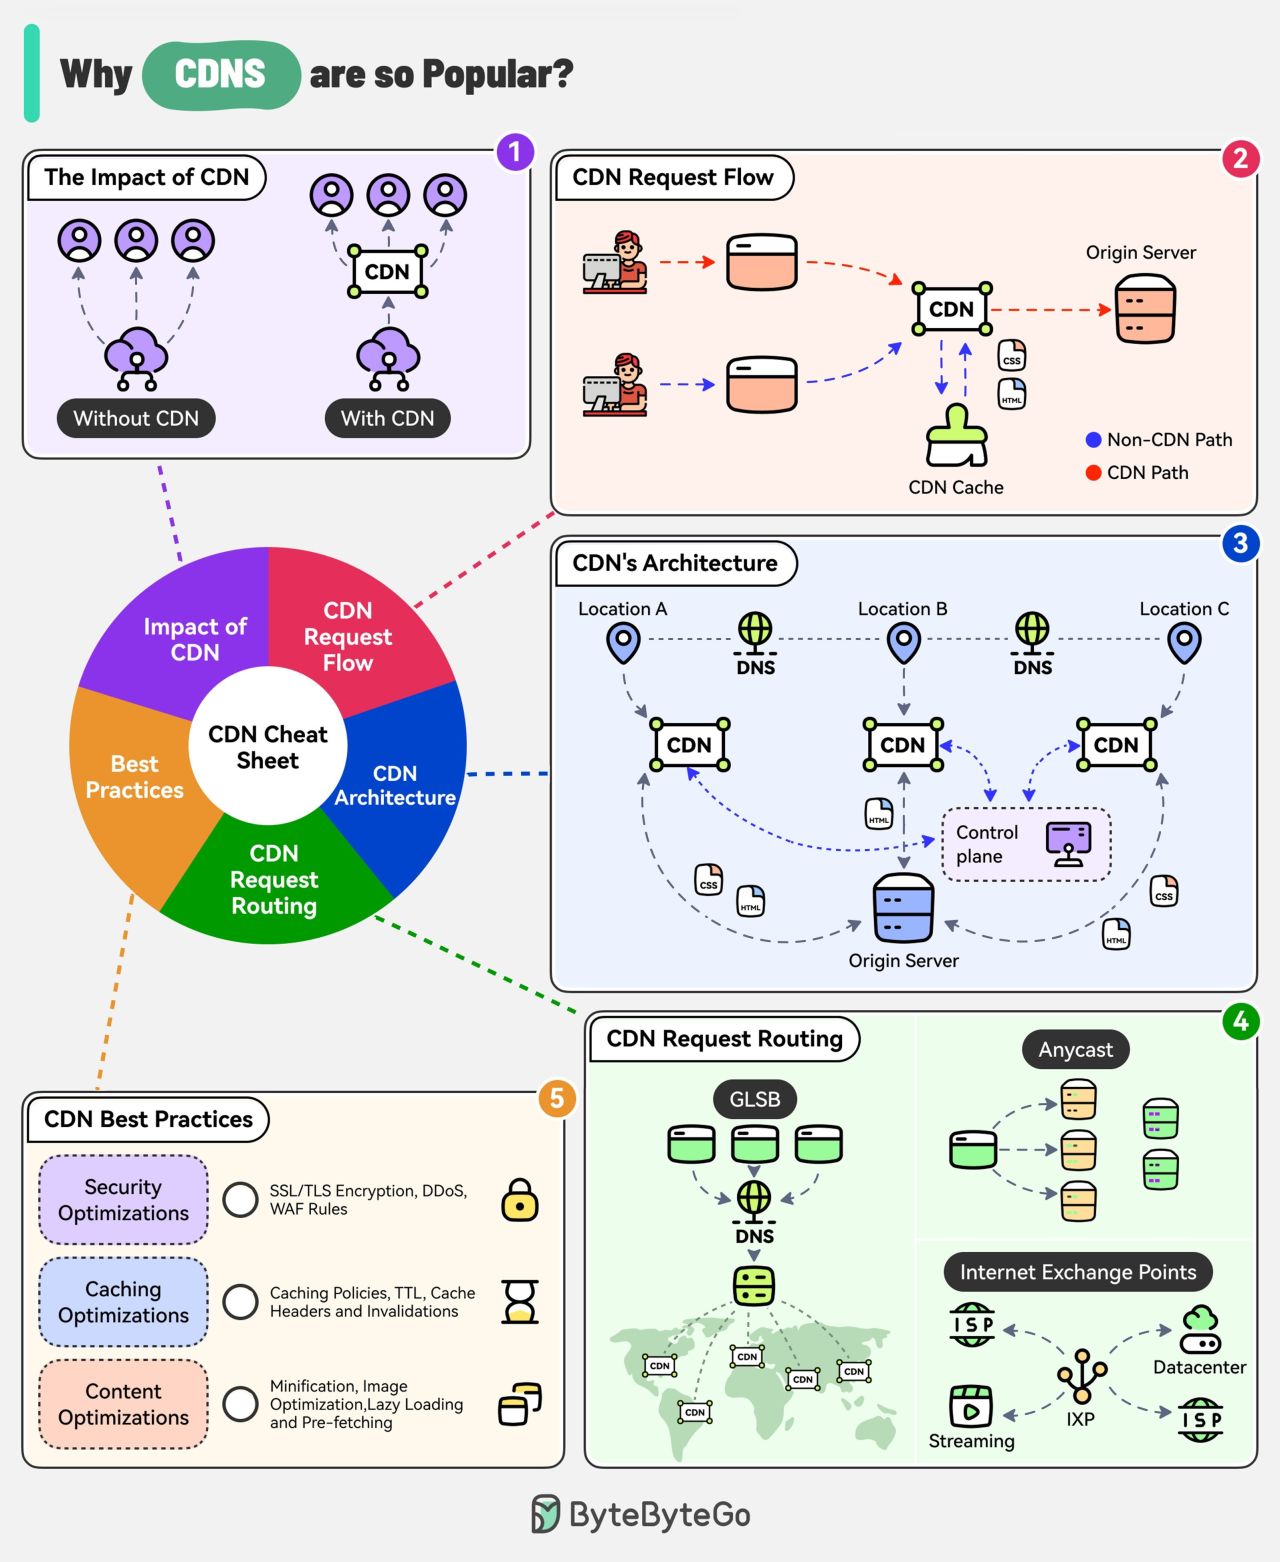 Why CDNS are so Popular?
1
The Impact of CDN
CDN
Without CDN
With CDN
2
CDN Request Flow
Origin Server
CDN
CSS
HTML
Non-CDN Path
CDN Path
CDN Cache
Impact of
CDN
CDN
Request
Flow
CDN
Architecture
CDN
Request
Routing
Best
Practices
CDN Cheat
Sheet
3
CDN's Architecture
Location A
Location B
Location C
DNS
DNS
CDN
CDN
CDN
HTML
Control
plane
CSS
HTML
CSS
HTML
Origin Server
4
CDN Request Routing
GLSB
DNS
CDN
CDN
CDN
CDN
CDN
Anycast
Internet Exchange Points
ISP
Datacenter
IXP
Streaming
ISP
5
CDN Best Practices
Security
Optimizations
SSL/TLS Encryption, DDoS,
WAF Rules
Caching
Optimizations
Caching Policies, TTL, Cache
Headers and Invalidations
Content
Optimizations
Minification, Image
Optimization,Lazy Loading
and Pre-fetching
ByteByteGo